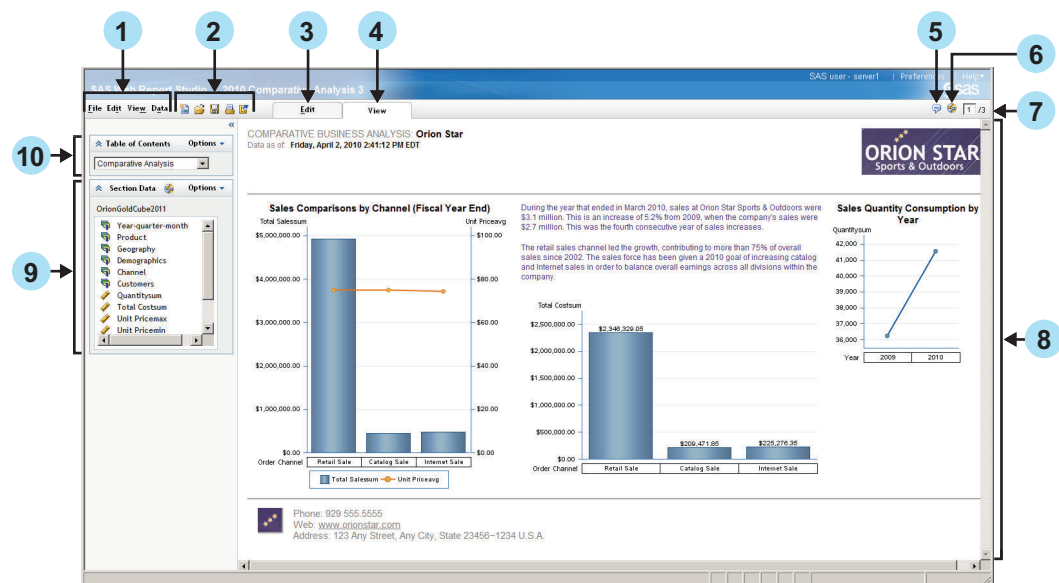 1
2
3
4
5
6
7
8
9
10
SAS user - server1 | Preferences | Help
SAS Web Report Studio 2010 Comparative Analysis 3
sas
File Edit View Data
Edit
View
1 /3
«
Table of Contents Options
Comparative Analysis
Section Data Options
OrionGoldCube2011
Year-quarter-month
Product
Geography
Demographics
Channel
Customers
Quantitysum
Total Costsum
Unit Pricemax
Unit Pricemin
COMPARATIVE BUSINESS ANALYSIS: Orion Star
Data as of: Friday, April 2, 2010 2:41:12 PM EDT
ORION STAR
Sports & Outdoors
Sales Comparisons by Channel (Fiscal Year End)
Total Salessum
Unit Priceavg
$5,000,000.00
$4,000,000.00
$3,000,000.00
$2,000,000.00
$1,000,000.00
$0.00
$100.00
$80.00
$60.00
$40.00
$20.00
$0.00
Order Channel Retail Sale Catalog Sale Internet Sale
Total Salessum Unit Priceavg
During the year that ended in March 2010, sales at Orion Star Sports & Outdoors were
$3.1 million. This is an increase of 5.2% from 2009, when the company's sales were
$2.7 million. This was the fourth consecutive year of sales increases.
The retail sales channel led the growth, contributing to more than 75% of overall
sales since 2002. The sales force has been given a 2010 goal of increasing catalog
and Internet sales in order to balance overall earnings across all divisions within the
company.
Total Costsum
$2,500,000.00
$2,000,000.00
$1,500,000.00
$1,000,000.00
$500,000.00
$0.00
$2,346,329.05
$209,471.85
$225,276.35
Order Channel Retail Sale Catalog Sale Internet Sale
Sales Quantity Consumption by
Year
Quantitysum
42,000
41,000
40,000
39,000
38,000
37,000
36,000
Year 2009 2010
Phone: 929 555.5555
Web: www.orionstar.com
Address: 123 Any Street, Any City, State 23456-1234 U.S.A.